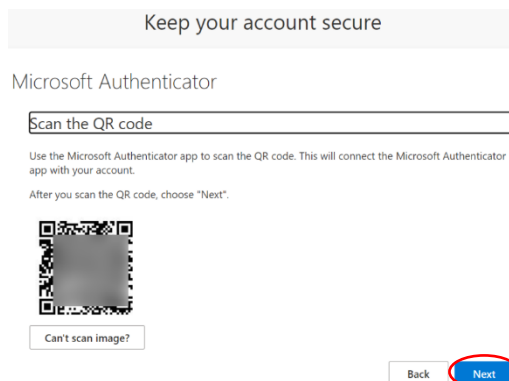 Keep your account secure
Microsoft Authenticator
Scan the QR code
Use the Microsoft Authenticator app to scan the QR code. This will connect the Microsoft Authenticator
app with your account.
After you scan the QR code, choose "Next".
Can't scan image?
Back Next